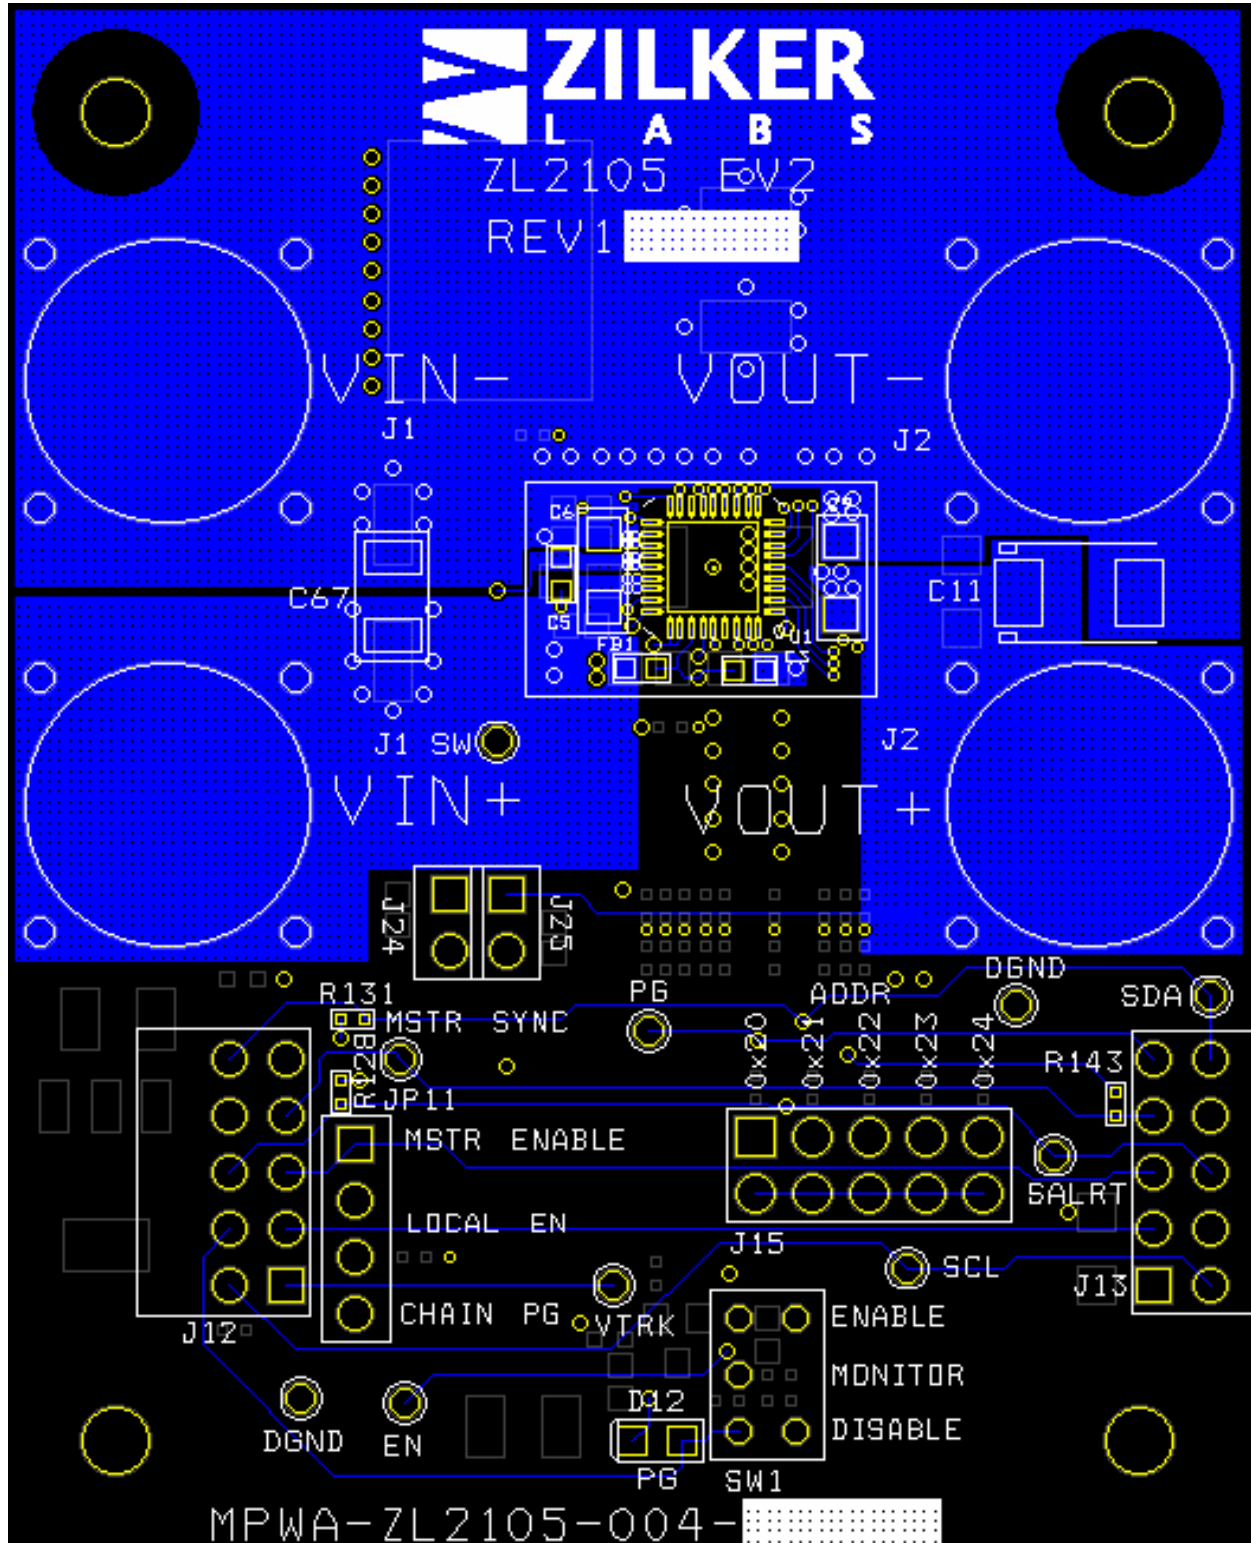 ZILKER
LABS
ZL2105 EV2
REV1
VIN- VOUT-
J1 J2
C6
C67 C11
C5
FB1 U1
J1 SW J2
VIN+ VOUT+
J24 J25
DGND
R131 PG ADDR SDA
MSTR SYNC
0x20 0x21 0x22 0x23 0x24
R128 R143
JP11
MSTR ENABLE
SALRT
LOCAL EN
J15
SCL
J13
CHAIN PG VTRK ENABLE
J12
MONITOR
D12
DGND EN DISABLE
PG SW1
MPWA-ZL2105-004-